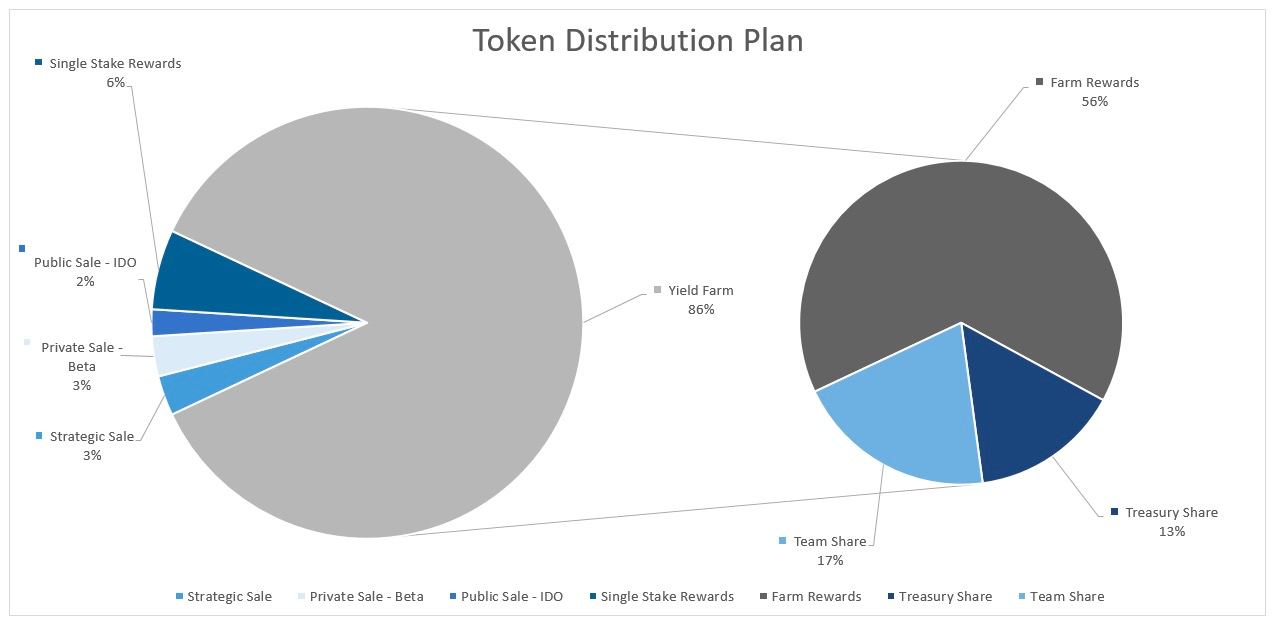 Token Distribution Plan
Single Stake Rewards
6%
Farm Rewards
56%
Public Sale - IDO
2%
Yield Farm
86%
Private Sale -
Beta
3%
Strategic Sale
3%
Treasury Share
13%
Team Share
17%
Strategic Sale Private Sale - Beta Public Sale - IDO Single Stake Rewards Farm Rewards Treasury Share Team Share